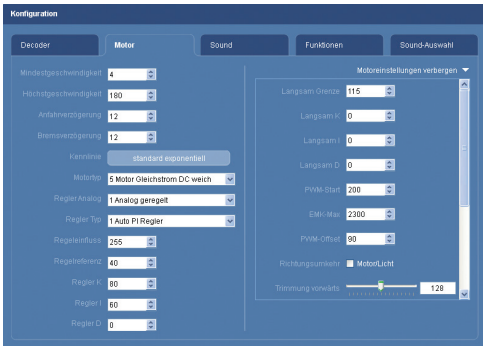 Konfiguration
Decoder
Motor
Sound
Funktionen
Sound-Auswahl
Mindestgeschwindigkeit 4
Höchstgeschwindigkeit 180
Anfahrverzögerung 12
Bremsverzögerung 12
Kennlinie standard exponentiell
Motortyp 5 Motor Gleichstrom DC weich
Regler Analog 1 Analog geregelt
Regler Typ 1 Auto PI Regler
Regeleinfluss 255
Regelreferenz 40
Regler K 80
Regler I 60
Regler D 0
Motoreinstellungen verbergen
Langsam Grenze 115
Langsam K 0
Langsam I 0
Langsam D 0
PWM-Start 200
EMK-Max 2300
PWM-Offset 90
Richtungsumkehr Motor/Licht
Trimmung vorwärts 128